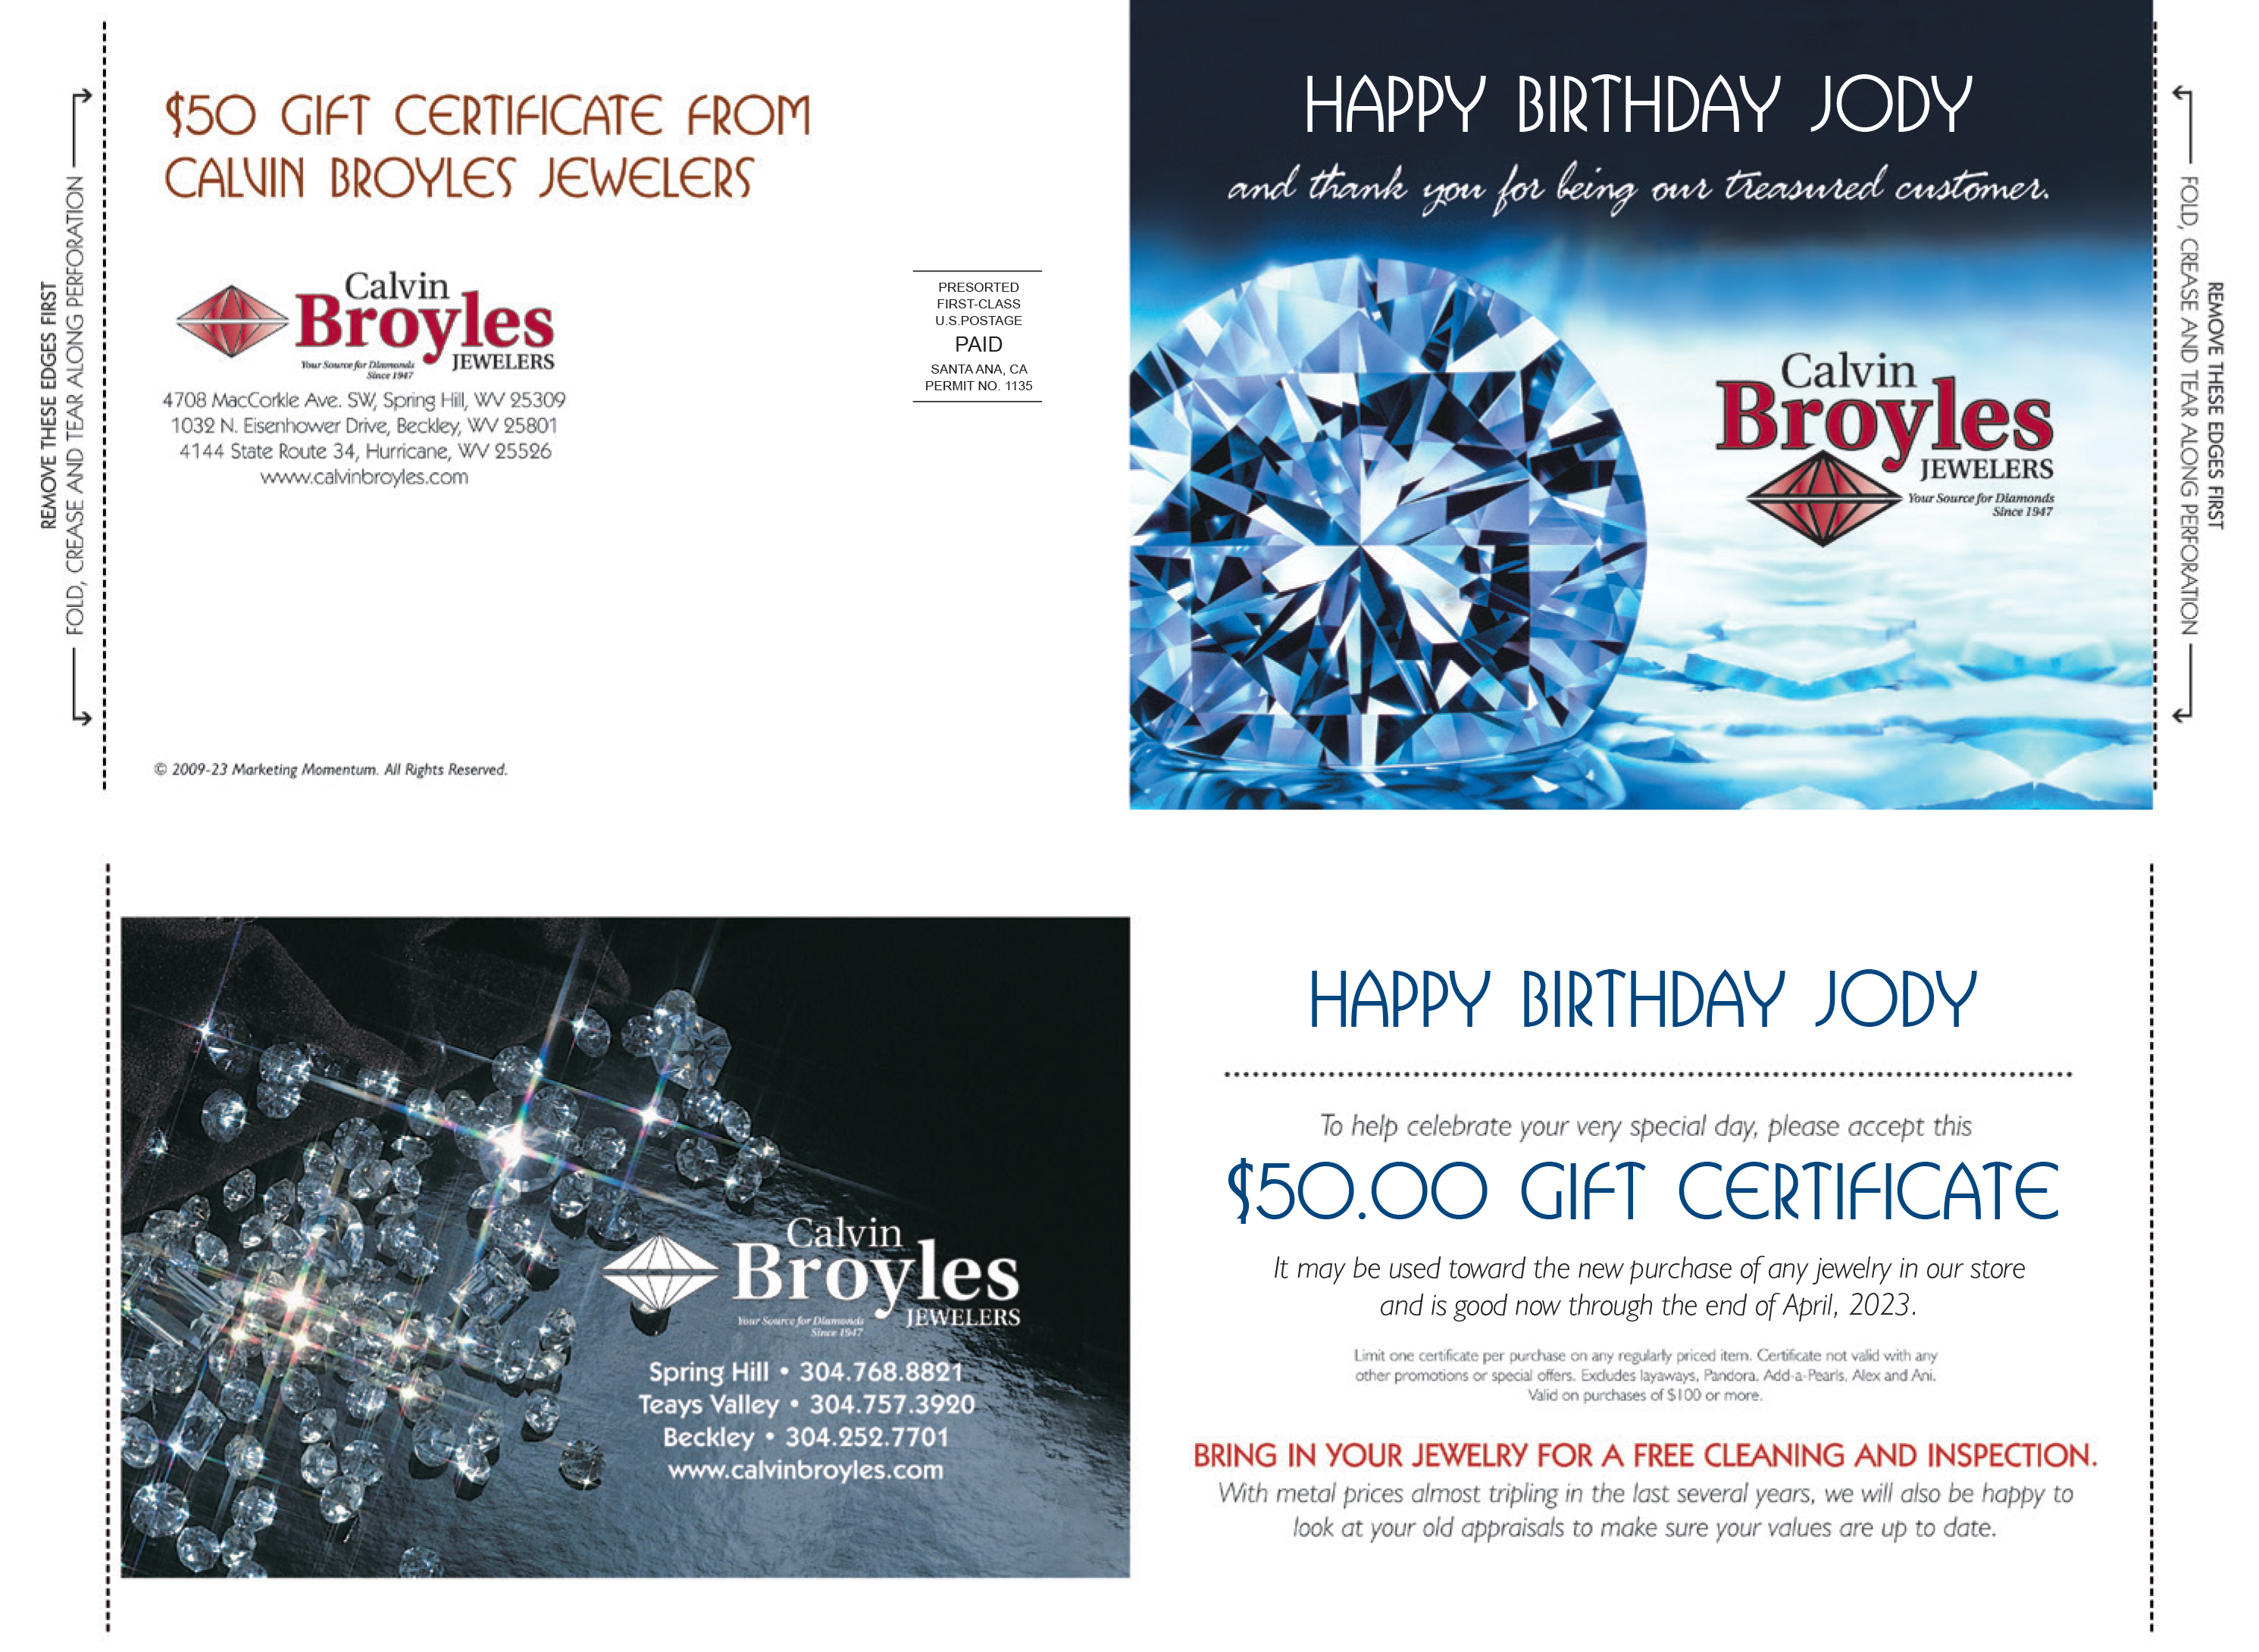 REMOVE THESE EDGES FIRST
FOLD, CREASE AND TEAR ALONG PERFORATION
$50 GIFT CERTIFICATE FROM
CALVIN BROYLES JEWELERS
Calvin
Broyles
JEWELERS
Your Source for Diamonds
Since 1947
4708 MacCorkle Ave. SW, Spring Hill, WV 25309
1032 N. Eisenhower Drive, Beckley, WV 25801
4144 State Route 34, Hurricane, WV 25526
www.calvinbroyles.com
PRESORTED
FIRST-CLASS
U.S.POSTAGE
PAID
SANTA ANA, CA
PERMIT NO. 1135
© 2009-23 Marketing Momentum. All Rights Reserved.
HAPPY BIRTHDAY JODY
and thank you for being our treasured customer.
Calvin
Broyles
JEWELERS
Your Source for Diamonds
Since 1947
REMOVE THESE EDGES FIRST
FOLD, CREASE AND TEAR ALONG PERFORATION
Calvin
Broyles
JEWELERS
Your Source for Diamonds
Since 1947
Spring Hill • 304.768.8821
Teays Valley • 304.757.3920
Beckley • 304.252.7701
www.calvinbroyles.com
HAPPY BIRTHDAY JODY
To help celebrate your very special day, please accept this
$50.00 GIFT CERTIFICATE
It may be used toward the new purchase of any jewelry in our store
and is good now through the end of April, 2023.
Limit one certificate per purchase on any regularly priced item. Certificate not valid with any
other promotions or special offers. Excludes layaways, Pandora, Add-a-Pearls, Alex and Ani.
Valid on purchases of $100 or more.
BRING IN YOUR JEWELRY FOR A FREE CLEANING AND INSPECTION.
With metal prices almost tripling in the last several years, we will also be happy to
look at your old appraisals to make sure your values are up to date.